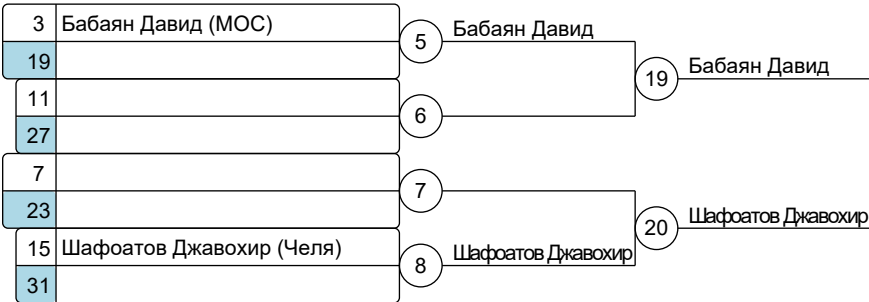 3 Бабаян Давид (МОС)
19
5 Бабаян Давид
19 Бабаян Давид
11
27
6
7
23
7
20 Шафоатов Джавохир
15 Шафоатов Джавохир (Челя)
31
8 Шафоатов Джавохир